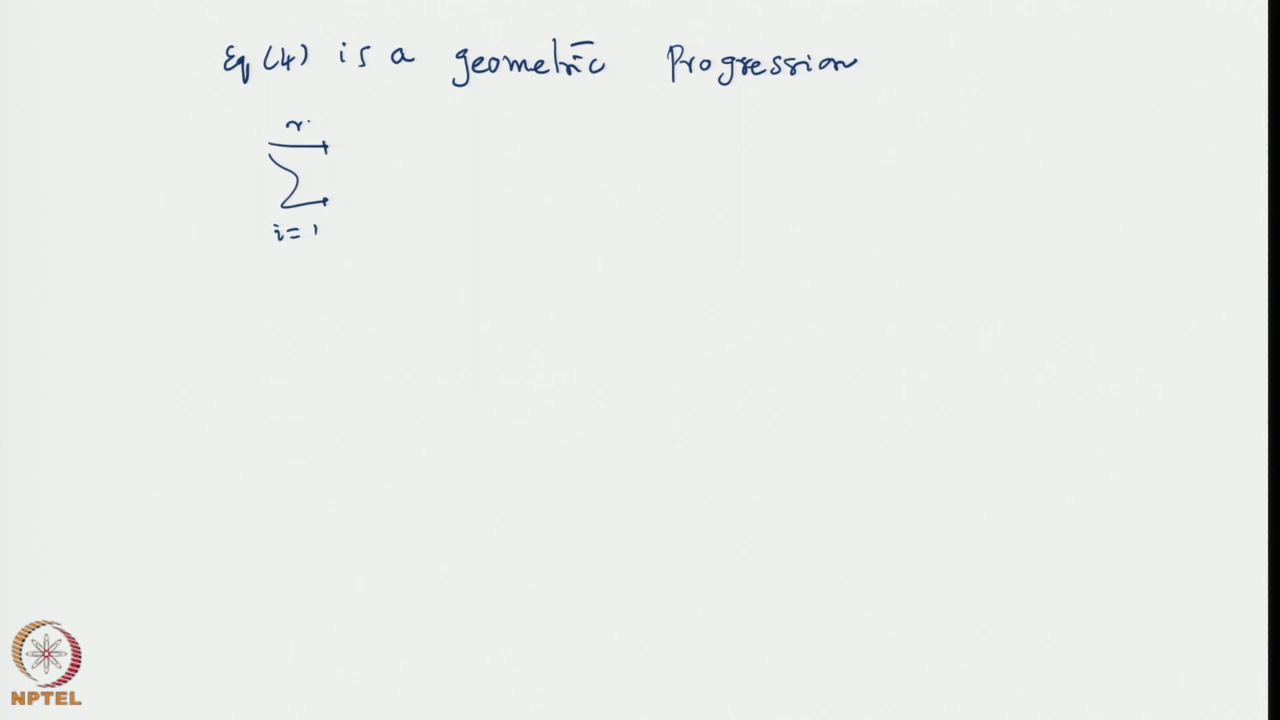 Eq (4) is a geometric Progression
n
∑
i = 1
NPTEL